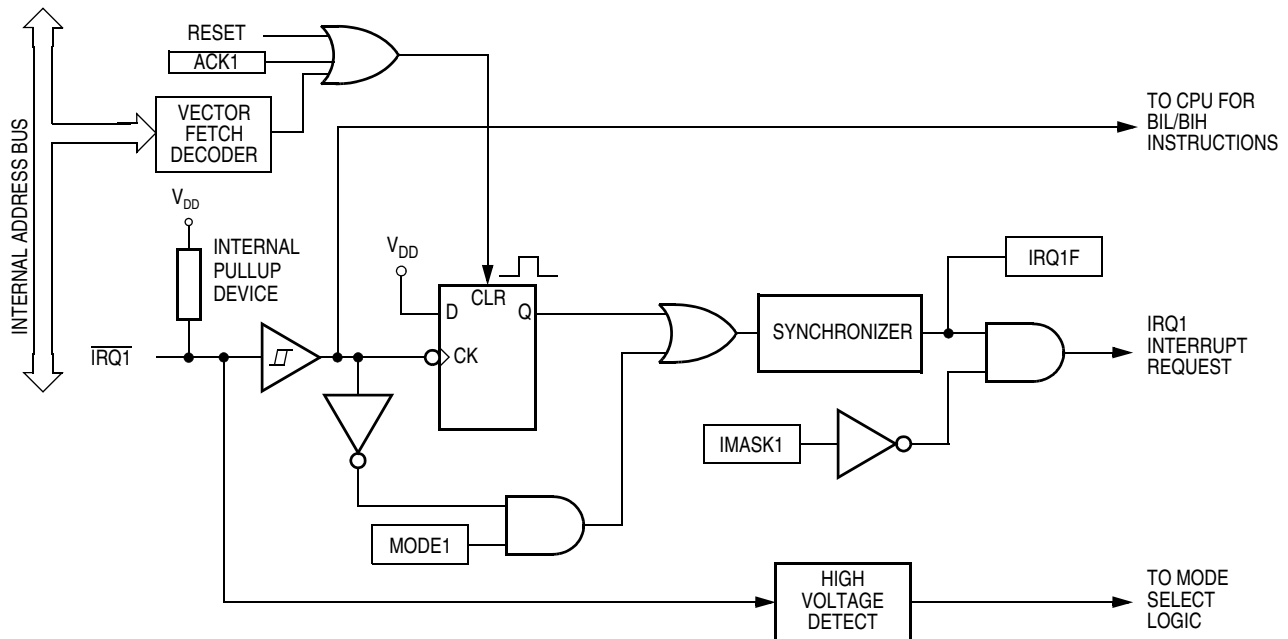 INTERNAL ADDRESS BUS
RESET
ACK1
VECTOR
FETCH
DECODER
TO CPU FOR
BIL/BIH
INSTRUCTIONS
VDD
INTERNAL
PULLUP
DEVICE
VDD
CLR
D
Q
CK
IRQ1
SYNCHRONIZER
IRQ1F
IRQ1
INTERRUPT
REQUEST
IMASK1
MODE1
HIGH
VOLTAGE
DETECT
TO MODE
SELECT
LOGIC